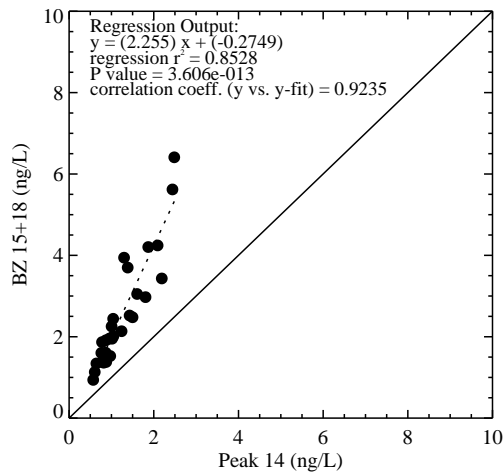 Regression Output:
y = (2.255) x + (-0.2749)
regression r² = 0.8528
P value = 3.606e-013
correlation coeff. (y vs. y-fit) = 0.9235
10
8
6
4
2
0
BZ 15+18 (ng/L)
0 2 4 6 8 10
Peak 14 (ng/L)